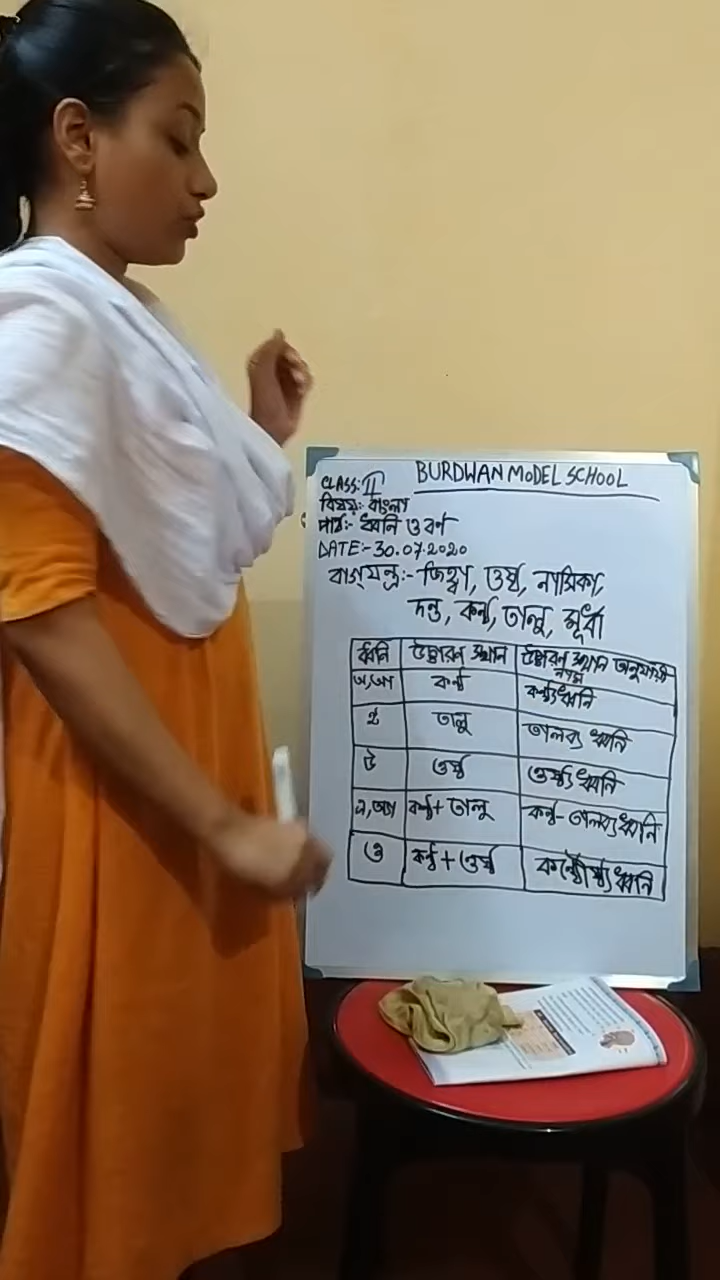 BURDWAN MODEL SCHOOL
CLASS:- II
বিষয়:- বাংলা
পাঠ:- ধ্বনি ও বর্ণ
DATE:- 30.07.2020
বাগ্‌যন্ত্র:- জিহ্বা, ওষ্ঠ, নাসিকা,
দন্ত, কন্ঠ, তালু, মূর্ধা
ধ্বনি উচ্চারণ স্থান উচ্চারণ স্থান অনুযায়ী নাম
অ,আ কন্ঠ কন্ঠ্যধ্বনি
ই তালু তালব্য ধ্বনি
উ ওষ্ঠ ওষ্ঠ্যধ্বনি
এ,অ্যা কন্ঠ+তালু কন্ঠ-তালব্যধ্বনি
ও কন্ঠ+ওষ্ঠ কন্ঠৌষ্ঠ্যধ্বনি